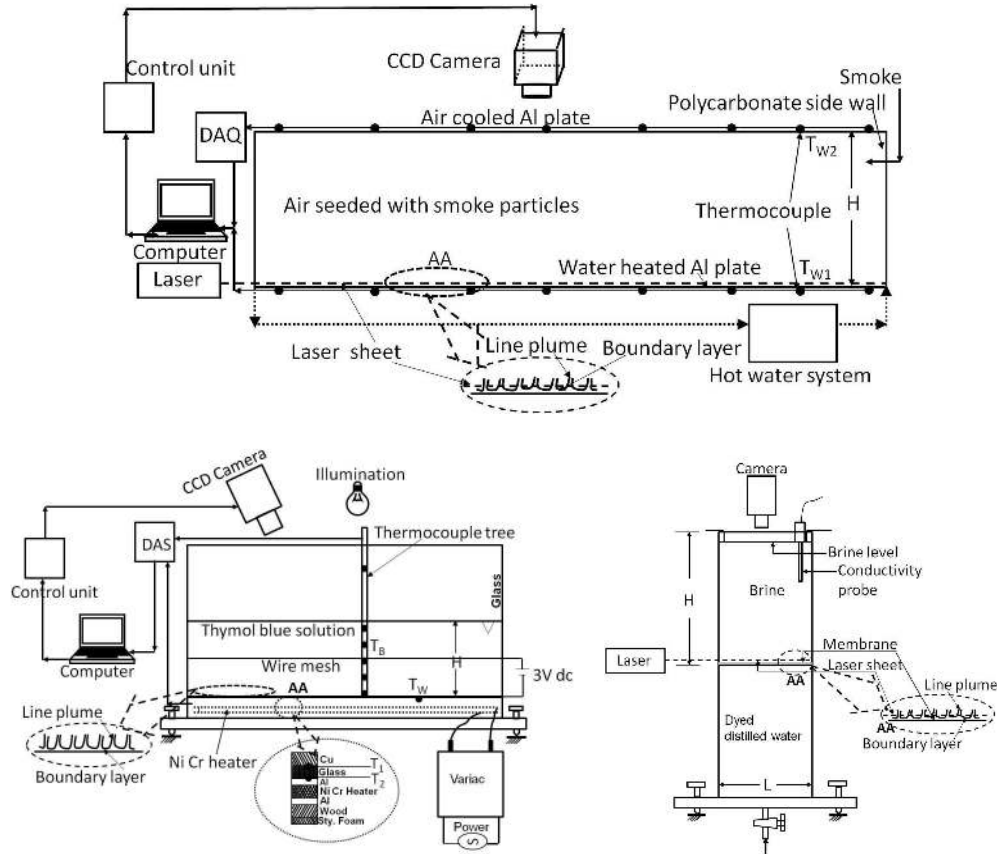 Control unit
CCD Camera
Smoke
Polycarbonate side wall
Air cooled Al plate
DAQ
T_W2
Air seeded with smoke particles
Thermocouple
H
Computer
AA
Water heated Al plate
T_W1
Laser
Laser sheet
Line plume
Boundary layer
Hot water system
CCD Camera
Illumination
Thermocouple tree
DAS
Control unit
Glass
Thymol blue solution
T_B
H
Computer
Wire mesh
3V dc
AA
T_W
Line plume
Boundary layer
Ni Cr heater
Cu
Glass
T_1
T_2
Al
Ni Cr Heater
Al
Wood
Sty. Foam
Variac
Power
S
Camera
Brine level
Conductivity
probe
Brine
H
Laser
Membrane
Laser sheet
AA
Line plume
AA
Boundary layer
Dyed
distilled water
L